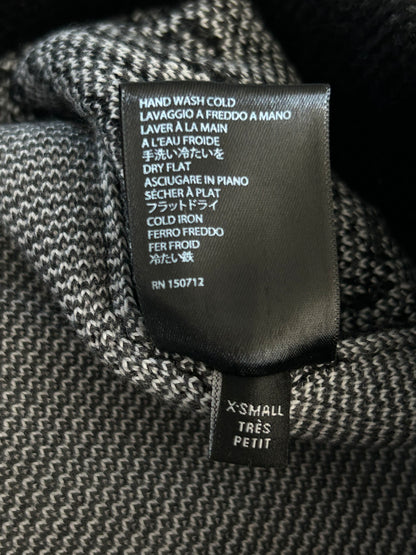 HAND WASH COLD
LAVAGGIO A FREDDO A MANO
LAVER À LA MAIN
A L'EAU FROIDE
手洗い冷たいを
DRY FLAT
ASCIUGARE IN PIANO
SÉCHER À PLAT
フラットドライ
COLD IRON
FERRO FREDDO
FER FROID
冷たい鉄
RN 150712
X-SMALL
TRÈS
PETIT